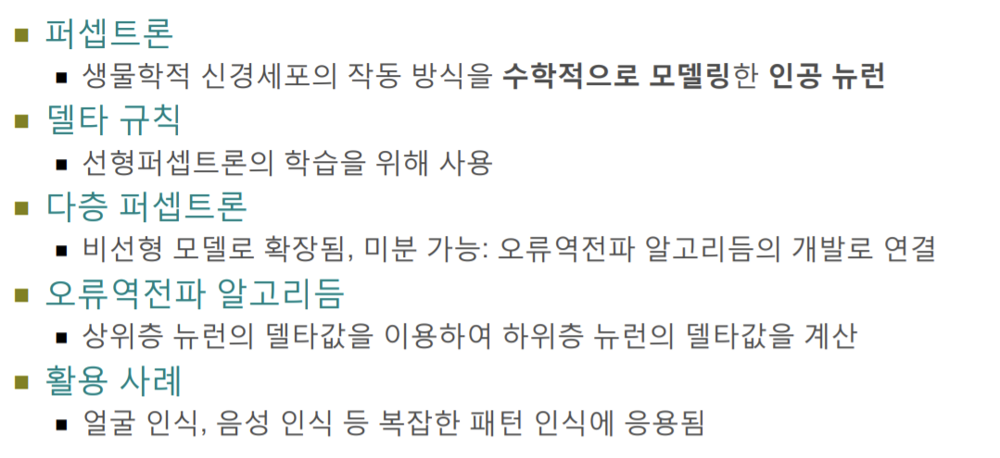 퍼셉트론
생물학적 신경세포의 작동 방식을 수학적으로 모델링한 인공 뉴런
델타 규칙
선형퍼셉트론의 학습을 위해 사용
다층 퍼셉트론
비선형 모델로 확장됨, 미분 가능: 오류역전파 알고리듬의 개발로 연결
오류역전파 알고리듬
상위층 뉴런의 델타값을 이용하여 하위층 뉴런의 델타값을 계산
활용 사례
얼굴 인식, 음성 인식 등 복잡한 패턴 인식에 응용됨